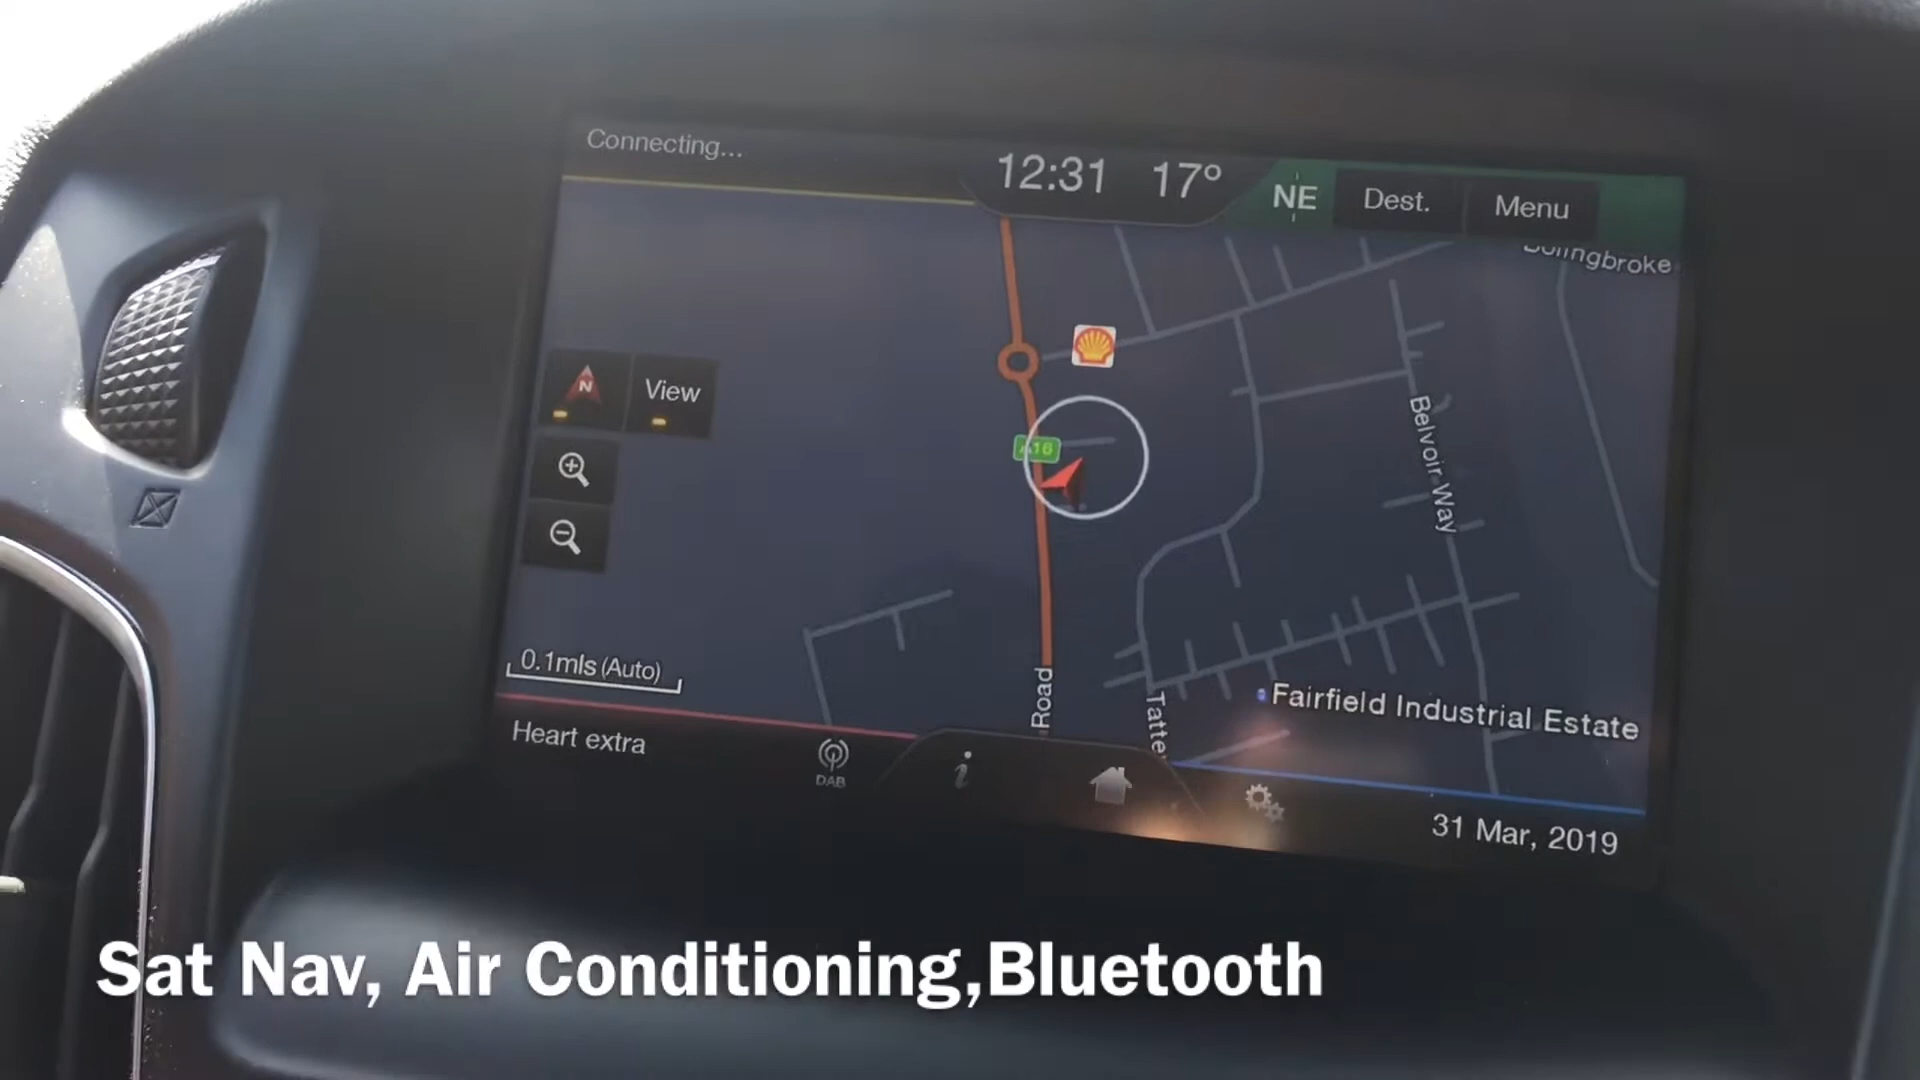 Connecting...
12:31 17°
NE
Dest.
Menu
N
View
A16
Belvoir Way
0.1mls (Auto)
Road
Fairfield Industrial Estate
Heart extra
DAB
i
31 Mar, 2019
Sat Nav, Air Conditioning,Bluetooth